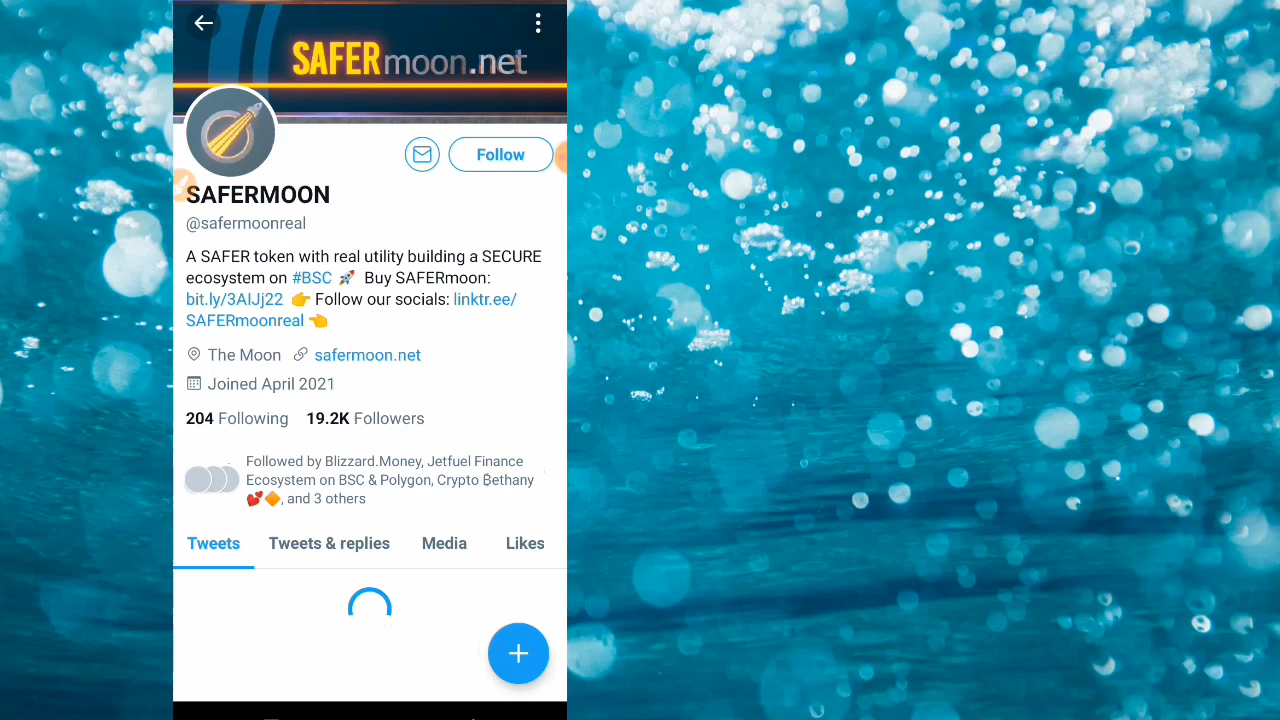 SAFERmoon.net
Follow
SAFERMOON
@safermoonreal
A SAFER token with real utility building a SECURE
ecosystem on #BSC 🚀 Buy SAFERmoon:
bit.ly/3AIJj22 👉 Follow our socials: linktr.ee/
SAFERmoonreal 👈
The Moon safermoon.net
Joined April 2021
204 Following 19.2K Followers
Followed by Blizzard.Money, Jetfuel Finance
Ecosystem on BSC & Polygon, Crypto Ƀethany
💕🔶, and 3 others
Tweets Tweets & replies Media Likes